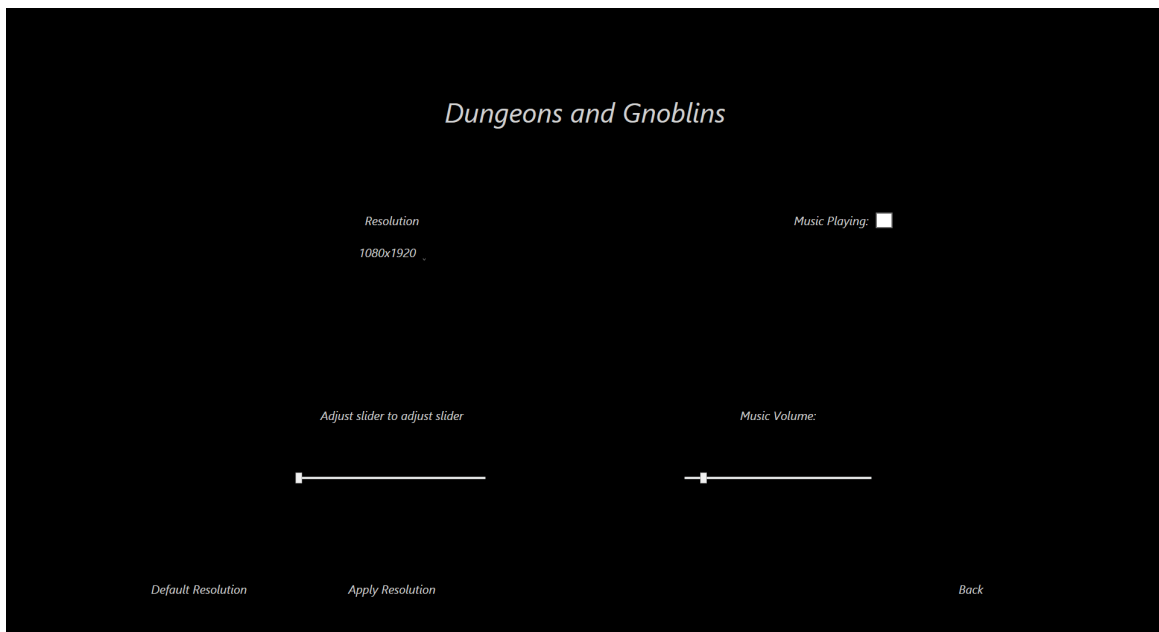 Dungeons and Gnoblins
Resolution
Music Playing:
1080x1920
Adjust slider to adjust slider
Music Volume:
Default Resolution
Apply Resolution
Back